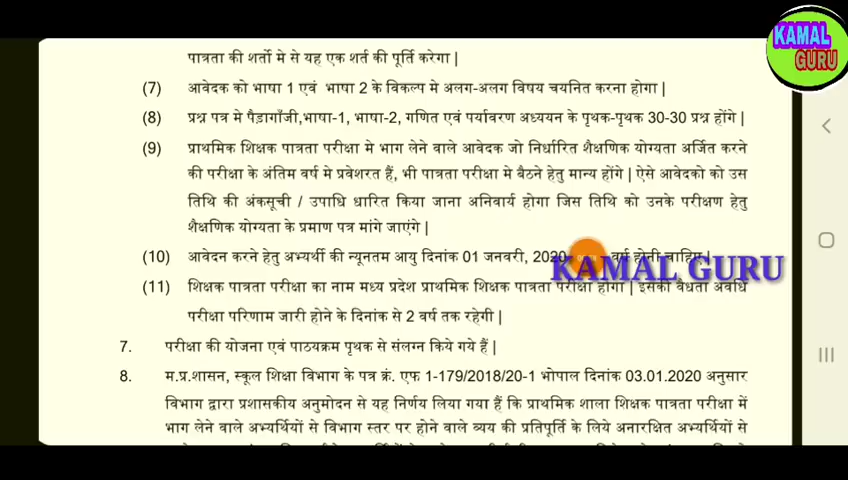 KAMAL
GURU
पात्रता की शर्तो मे से यह एक शर्त की पूर्ति करेगा |
(7) आवेदक को भाषा 1 एवं भाषा 2 के विकल्प मे अलग-अलग विषय चयनित करना होगा |
(8) प्रश्न पत्र मे पैड़ागॉंजी,भाषा-1, भाषा-2, गणित एवं पर्यावरण अध्ययन के पृथक-पृथक 30-30 प्रश्न होंगे |
(9) प्राथमिक शिक्षक पात्रता परीक्षा मे भाग लेने वाले आवेदक जो निर्धारित शैक्षणिक योग्यता अर्जित करने
की परीक्षा के अंतिम वर्ष मे प्रवेशरत हैं, भी पात्रता परीक्षा मे बैठने हेतु मान्य होंगे | ऐसे आवेदको को उस
तिथि की अंकसूची / उपाधि धारित किया जाना अनिवार्य होगा जिस तिथि को उनके परीक्षण हेतु
शैक्षणिक योग्यता के प्रमाण पत्र मांगे जाएंगे |
(10) आवेदन करने हेतु अभ्यर्थी की न्यूनतम आयु दिनांक 01 जनवरी, 2020 वर्ष होनी चाहिए |
KAMAL GURU
(11) शिक्षक पात्रता परीक्षा का नाम मध्य प्रदेश प्राथमिक शिक्षक पात्रता परीक्षा होगा | इसकी वैधता अवधि
परीक्षा परिणाम जारी होने के दिनांक से 2 वर्ष तक रहेगी |
7. परीक्षा की योजना एवं पाठयक्रम पृथक से संलग्न किये गये हैं |
8. म.प्र.शासन, स्कूल शिक्षा विभाग के पत्र क्रं. एफ 1-179/2018/20-1 भोपाल दिनांक 03.01.2020 अनुसार
विभाग द्वारा प्रशासकीय अनुमोदन से यह निर्णय लिया गया हैं कि प्राथमिक शाला शिक्षक पात्रता परीक्षा में
भाग लेने वाले अभ्यर्थियों से विभाग स्तर पर होने वाले व्यय की प्रतिपूर्ति के लिये अनारक्षित अभ्यर्थियों से